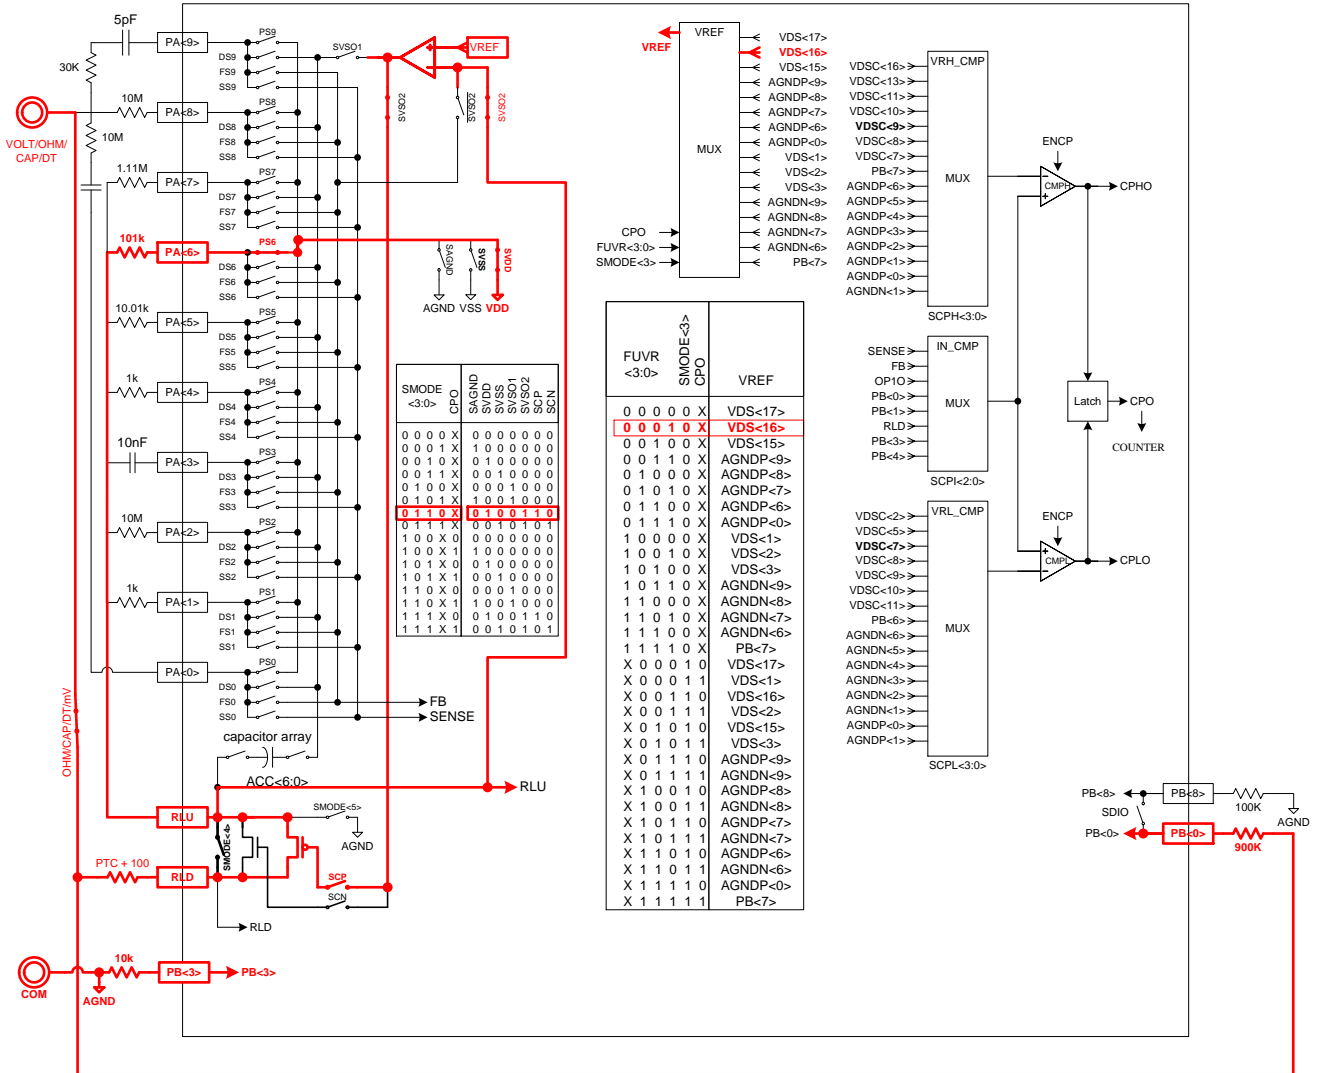 5pF
30K
VOLT/OHM/
CAP/DT
10M
10M
1.11M
101k
10.01k
1k
10nF
10M
1k
PA<9>
PA<8>
PA<7>
PA<6>
PA<5>
PA<4>
PA<3>
PA<2>
PA<1>
PA<0>
PS9
DS9
FS9
SS9
PS8
DS8
FS8
SS8
PS7
DS7
FS7
SS7
PS6
DS6
FS6
SS6
PS5
DS5
FS5
SS5
PS4
DS4
FS4
SS4
PS3
DS3
FS3
SS3
PS2
DS2
FS2
SS2
PS1
DS1
FS1
SS1
PS0
DS0
FS0
SS0
SVSO1
VREF
SVSO2
SVSO2
SVSO2
SAGND
SVSS
SVDD
AGND VSS VDD
FB
SENSE
capacitor array
ACC<6:0>
RLU
OHM/CAP/DT/mV
RLU
SMODE<5>
AGND
SMODE<4>
PTC + 100
RLD
SCP
SCN
RLD
10k
PB<3>
PB<3>
COM
AGND
SMODE
<3:0>
CPO
SAGND
SVDD
SVSS
SVSO1
SVSO2
SCP
SCN
0 0 0 0 X 1 0 0 0 0 0 0
0 0 0 1 X 1 0 0 0 0 0 0
0 0 1 0 X 0 1 0 0 0 0 0
0 0 1 1 X 0 0 1 0 0 0 0
0 1 0 0 X 0 0 0 1 0 0 0
0 1 0 1 X 1 0 0 1 0 0 0
0 1 1 0 X 0 1 0 0 1 1 0
0 1 1 1 X 0 0 1 0 1 0 1
1 0 0 X 0 0 1 0 0 0 0 0
1 0 0 X 1 0 0 1 0 0 0 0
1 0 1 X 0 0 0 1 0 0 0 0
1 0 1 X 1 0 1 0 0 0 0 0
1 1 0 X 0 0 1 0 1 0 0 0
1 1 0 X 1 0 0 1 1 0 0 0
1 1 1 X 0 0 1 0 0 1 1 0
1 1 1 X 1 0 0 1 0 1 0 1
VREF
VREF
MUX
CPO
FUVR<3:0>
SMODE<3>
VDS<17>
VDS<16>
VDS<15>
AGNDP<9>
AGNDP<8>
AGNDP<7>
AGNDP<6>
AGNDP<0>
VDS<1>
VDS<2>
VDS<3>
AGNDN<9>
AGNDN<8>
AGNDN<7>
AGNDN<6>
PB<7>
FUVR
<3:0>
SMODE<3>
CPO
VREF
0 0 0 0 0 X VDS<17>
0 0 0 1 0 X VDS<16>
0 0 1 0 0 X VDS<15>
0 0 1 1 0 X AGNDP<9>
0 1 0 0 0 X AGNDP<8>
0 1 0 1 0 X AGNDP<7>
0 1 1 0 0 X AGNDP<6>
0 1 1 1 0 X AGNDP<0>
1 0 0 0 0 X VDS<1>
1 0 0 1 0 X VDS<2>
1 0 1 0 0 X VDS<3>
1 0 1 1 0 X AGNDN<9>
1 1 0 0 0 X AGNDN<8>
1 1 0 1 0 X AGNDN<7>
1 1 1 0 0 X AGNDN<6>
1 1 1 1 0 X PB<7>
X 0 0 0 1 0 VDS<17>
X 0 0 0 1 1 VDS<1>
X 0 0 1 1 0 VDS<16>
X 0 0 1 1 1 VDS<2>
X 0 1 0 1 0 VDS<15>
X 0 1 0 1 1 VDS<3>
X 0 1 1 1 0 AGNDP<9>
X 0 1 1 1 1 AGNDN<9>
X 1 0 0 1 0 AGNDP<8>
X 1 0 0 1 1 AGNDN<8>
X 1 0 1 1 0 AGNDP<7>
X 1 0 1 1 1 AGNDN<7>
X 1 1 0 1 0 AGNDP<6>
X 1 1 0 1 1 AGNDN<6>
X 1 1 1 1 0 AGNDP<0>
X 1 1 1 1 1 PB<7>
VRH_CMP
MUX
SCPH<3:0>
VDSC<16>
VDSC<13>
VDSC<11>
VDSC<10>
VDSC<9>
VDSC<8>
VDSC<7>
PB<7>
AGNDP<6>
AGNDP<5>
AGNDP<4>
AGNDP<3>
AGNDP<2>
AGNDP<1>
AGNDP<0>
AGNDN<1>
IN_CMP
MUX
SCPI<2:0>
SENSE
FB
OP1O
PB<0>
PB<1>
RLD
PB<3>
PB<4>
VRL_CMP
MUX
SCPL<3:0>
VDSC<2>
VDSC<5>
VDSC<7>
VDSC<8>
VDSC<9>
VDSC<10>
VDSC<11>
PB<6>
AGNDN<6>
AGNDN<5>
AGNDN<4>
AGNDN<3>
AGNDN<2>
AGNDN<1>
AGNDP<0>
AGNDP<1>
ENCP
CMPH
CPHO
Latch
CPO
COUNTER
ENCP
CMPL
CPLO
PB<8>
PB<8>
100K
AGND
SDIO
PB<0>
PB<0>
900K